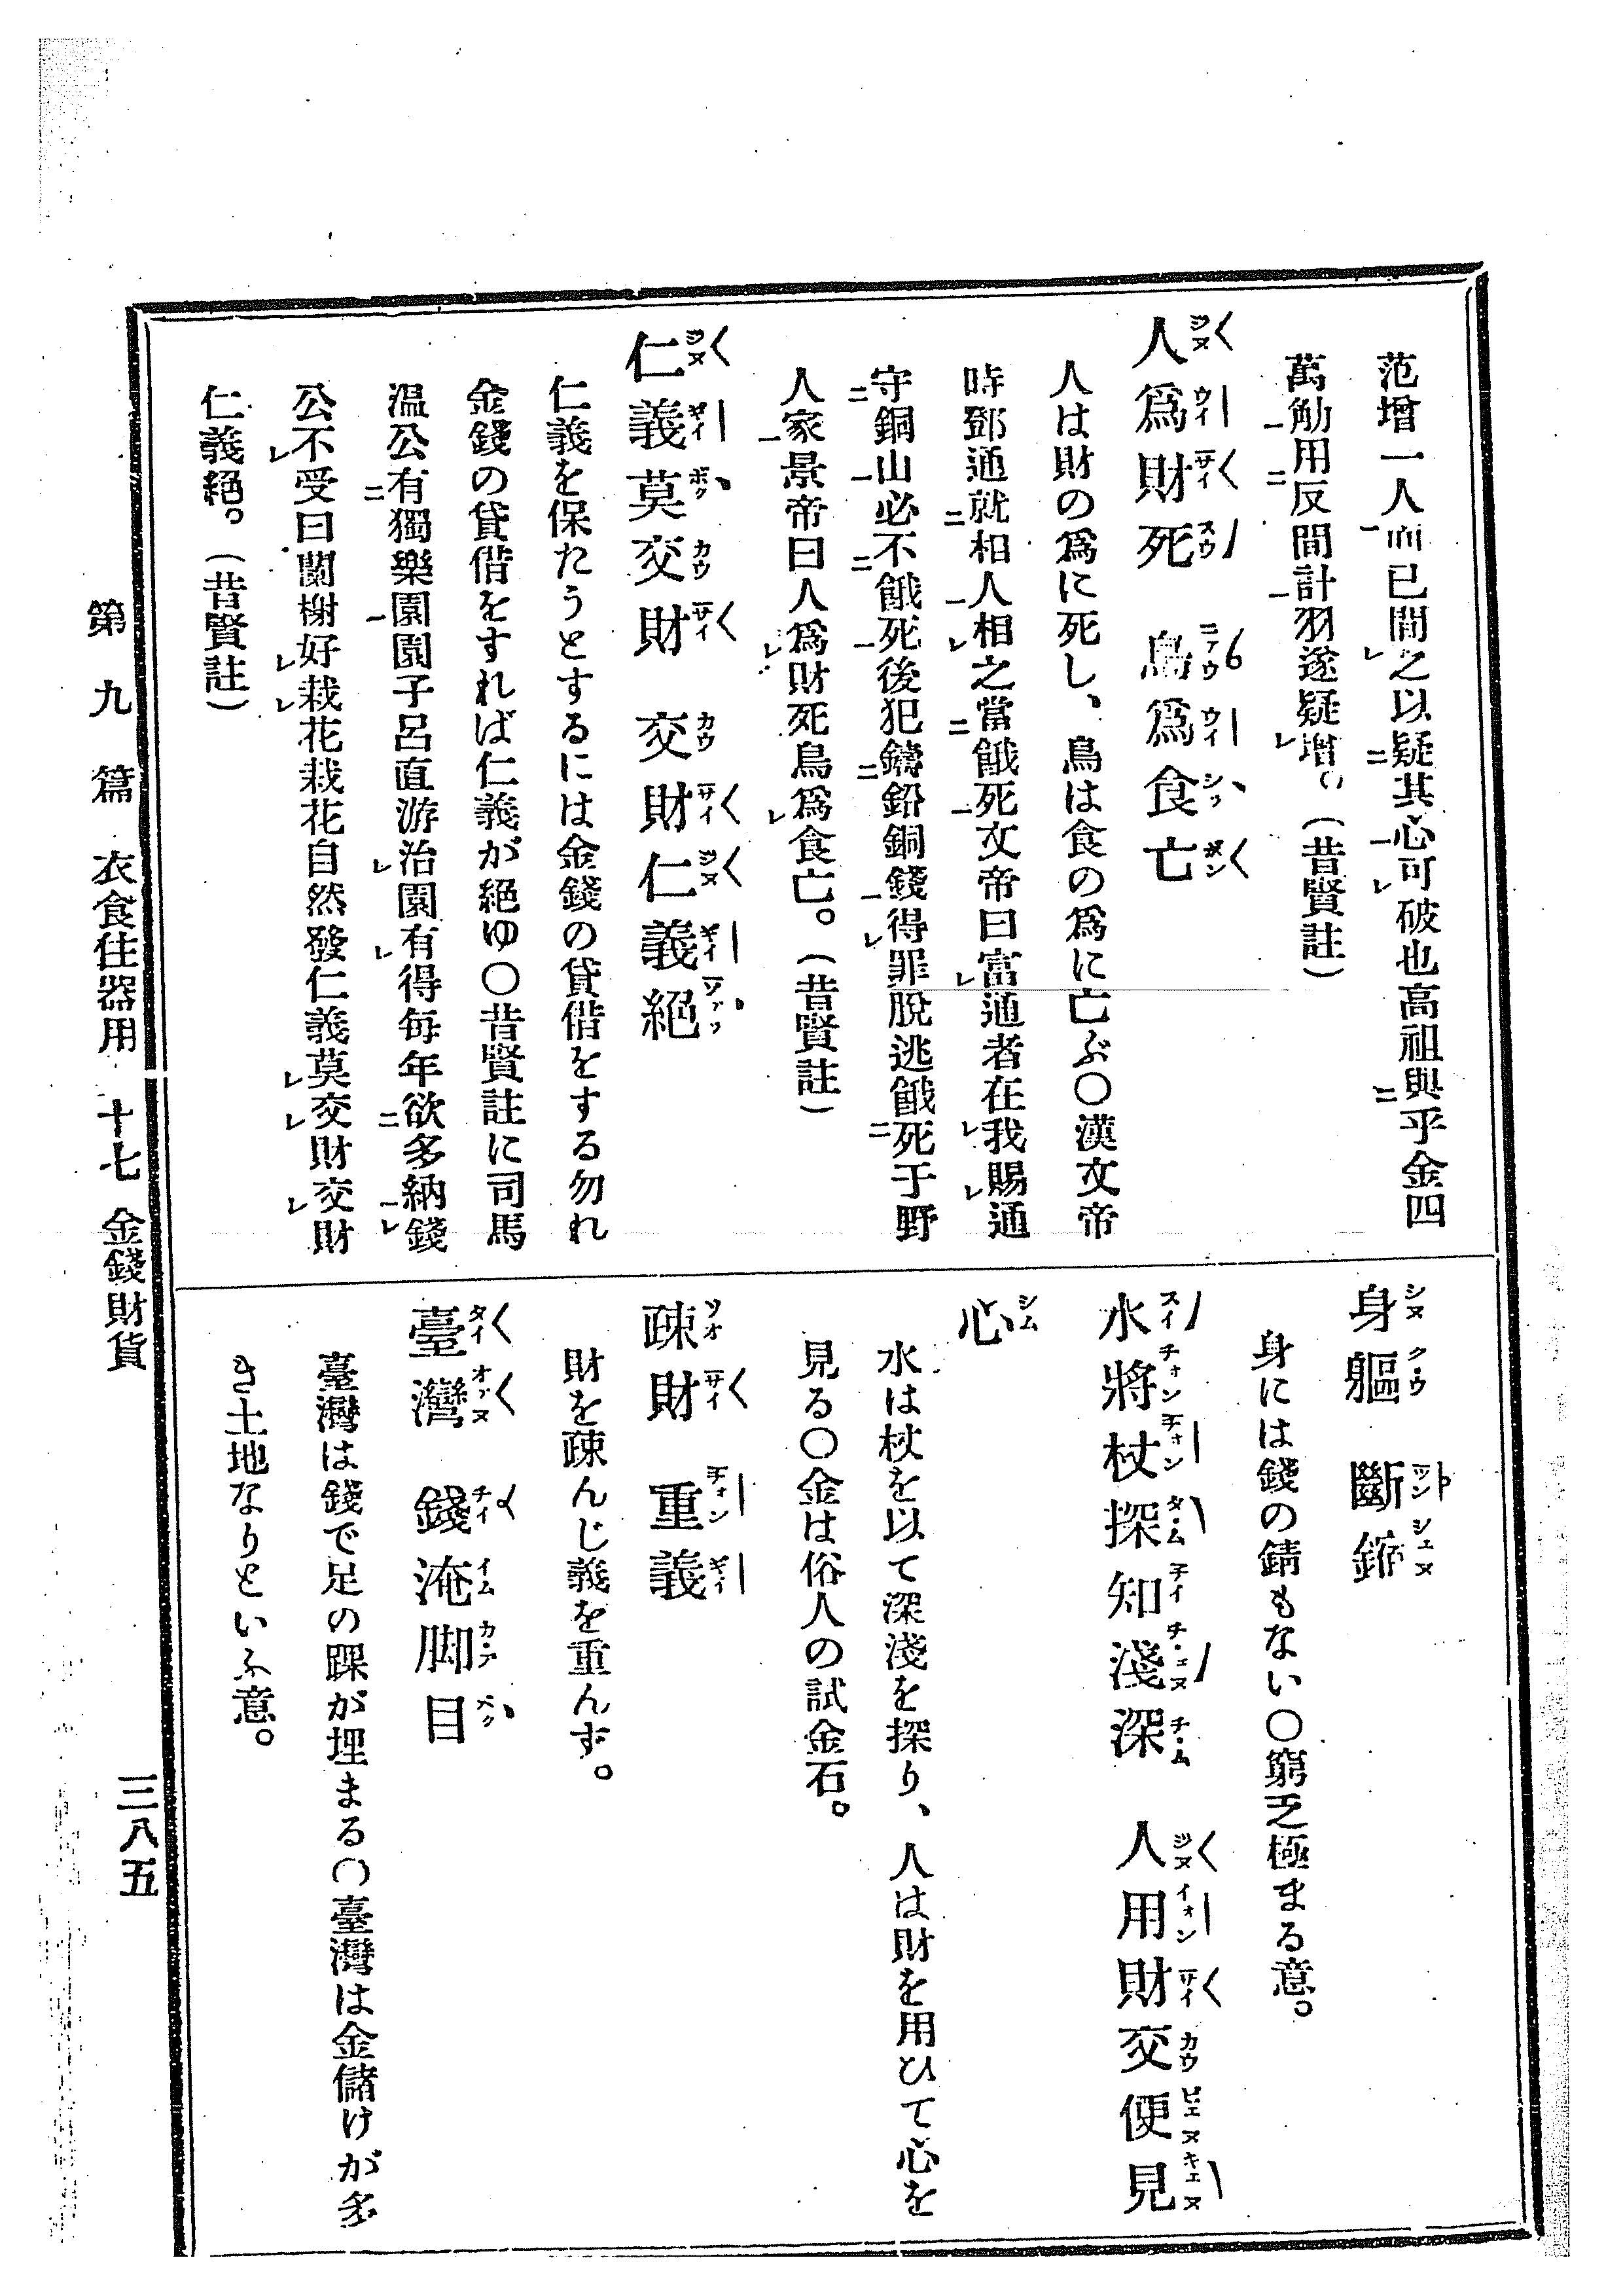 范增一人而已間之以疑其心可破也高祖與乎金四
萬觔用反間計羽遂疑增。(昔賢註)
人爲財死 鳥爲食亡
人は財の爲に死し、鳥は食の爲に亡ぶ〇漢文帝
時鄧通就相人相之當餓死文帝曰富通者在我賜通
守銅山必不餓死後犯鑄鉛銅錢得罪脫逃餓死于野
人家景帝曰人爲財死鳥爲食亡。(昔賢註)
仁義莫交財 交財仁義絕
仁義を保たうとするには金錢の貸借をする勿れ
金錢の貸借をすれば仁義が絕ゆ〇昔賢註に司馬
溫公有獨樂園園子呂直游治園有得每年欲多納錢
公不受曰闌榭好栽花栽花自然發仁義莫交財交財
仁義絕。(昔賢註)
身軀 斷鉎
身には錢の錆もない〇窮乏極まる意。
水將杖探知淺深 人用財交便見
心
水は杖を以て深淺を探り、人は財を用ひて心を
見る〇金は俗人の試金石。
疎財 重義
財を疎んじ義を重んず。
臺灣 錢淹脚目
臺灣は錢で足の踝が埋まる〇臺灣は金儲けが多
き土地なりといふ意。
第九篇 衣食住器用 十七 金錢財貨 三八五